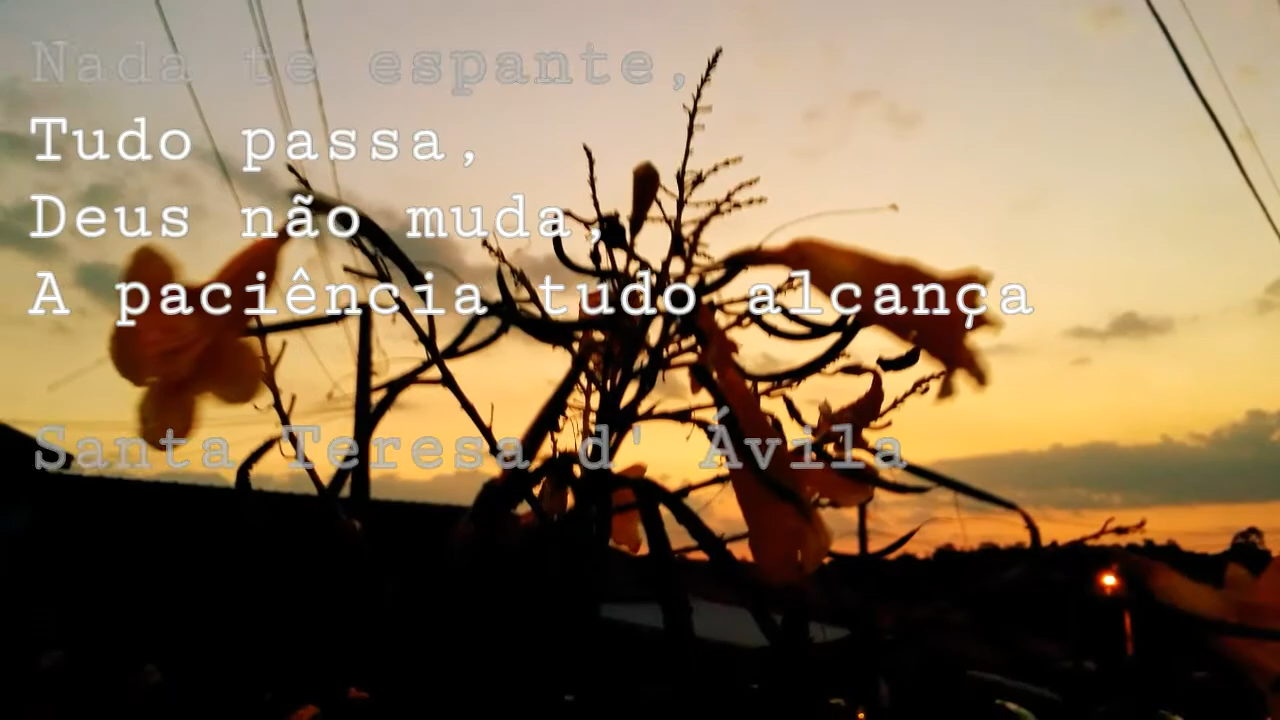 Nada te espante,
Tudo passa,
Deus não muda,
A paciência tudo alcança
Santa Teresa d' Ávila